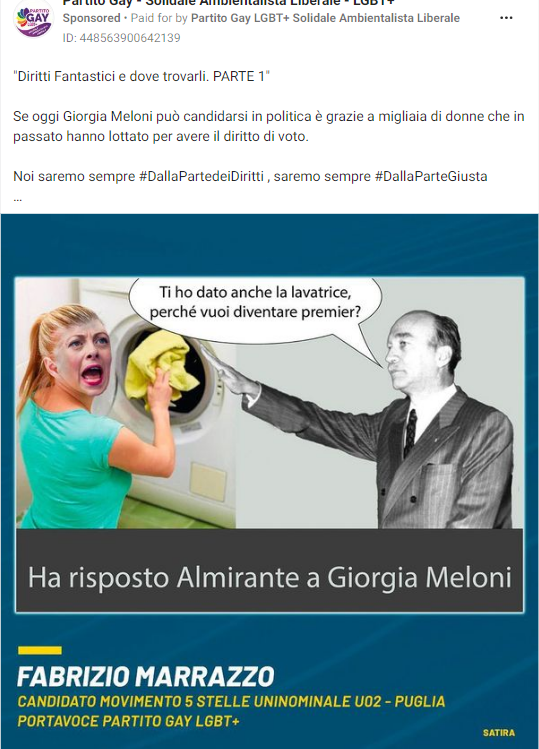 Partito Gay - Solidale Ambientalista Liberale - LGBT+
Sponsored • Paid for by Partito Gay LGBT+ Solidale Ambientalista Liberale
ID: 448563900642139
"Diritti Fantastici e dove trovarli. PARTE 1"
Se oggi Giorgia Meloni può candidarsi in politica è grazie a migliaia di donne che in
passato hanno lottato per avere il diritto di voto.
Noi saremo sempre #DallaPartedeiDiritti , saremo sempre #DallaParteGiusta
...
Ti ho dato anche la lavatrice,
perché vuoi diventare premier?
Ha risposto Almirante a Giorgia Meloni
FABRIZIO MARRAZZO
CANDIDATO MOVIMENTO 5 STELLE UNINOMINALE U02 - PUGLIA
PORTAVOCE PARTITO GAY LGBT+
SATIRA